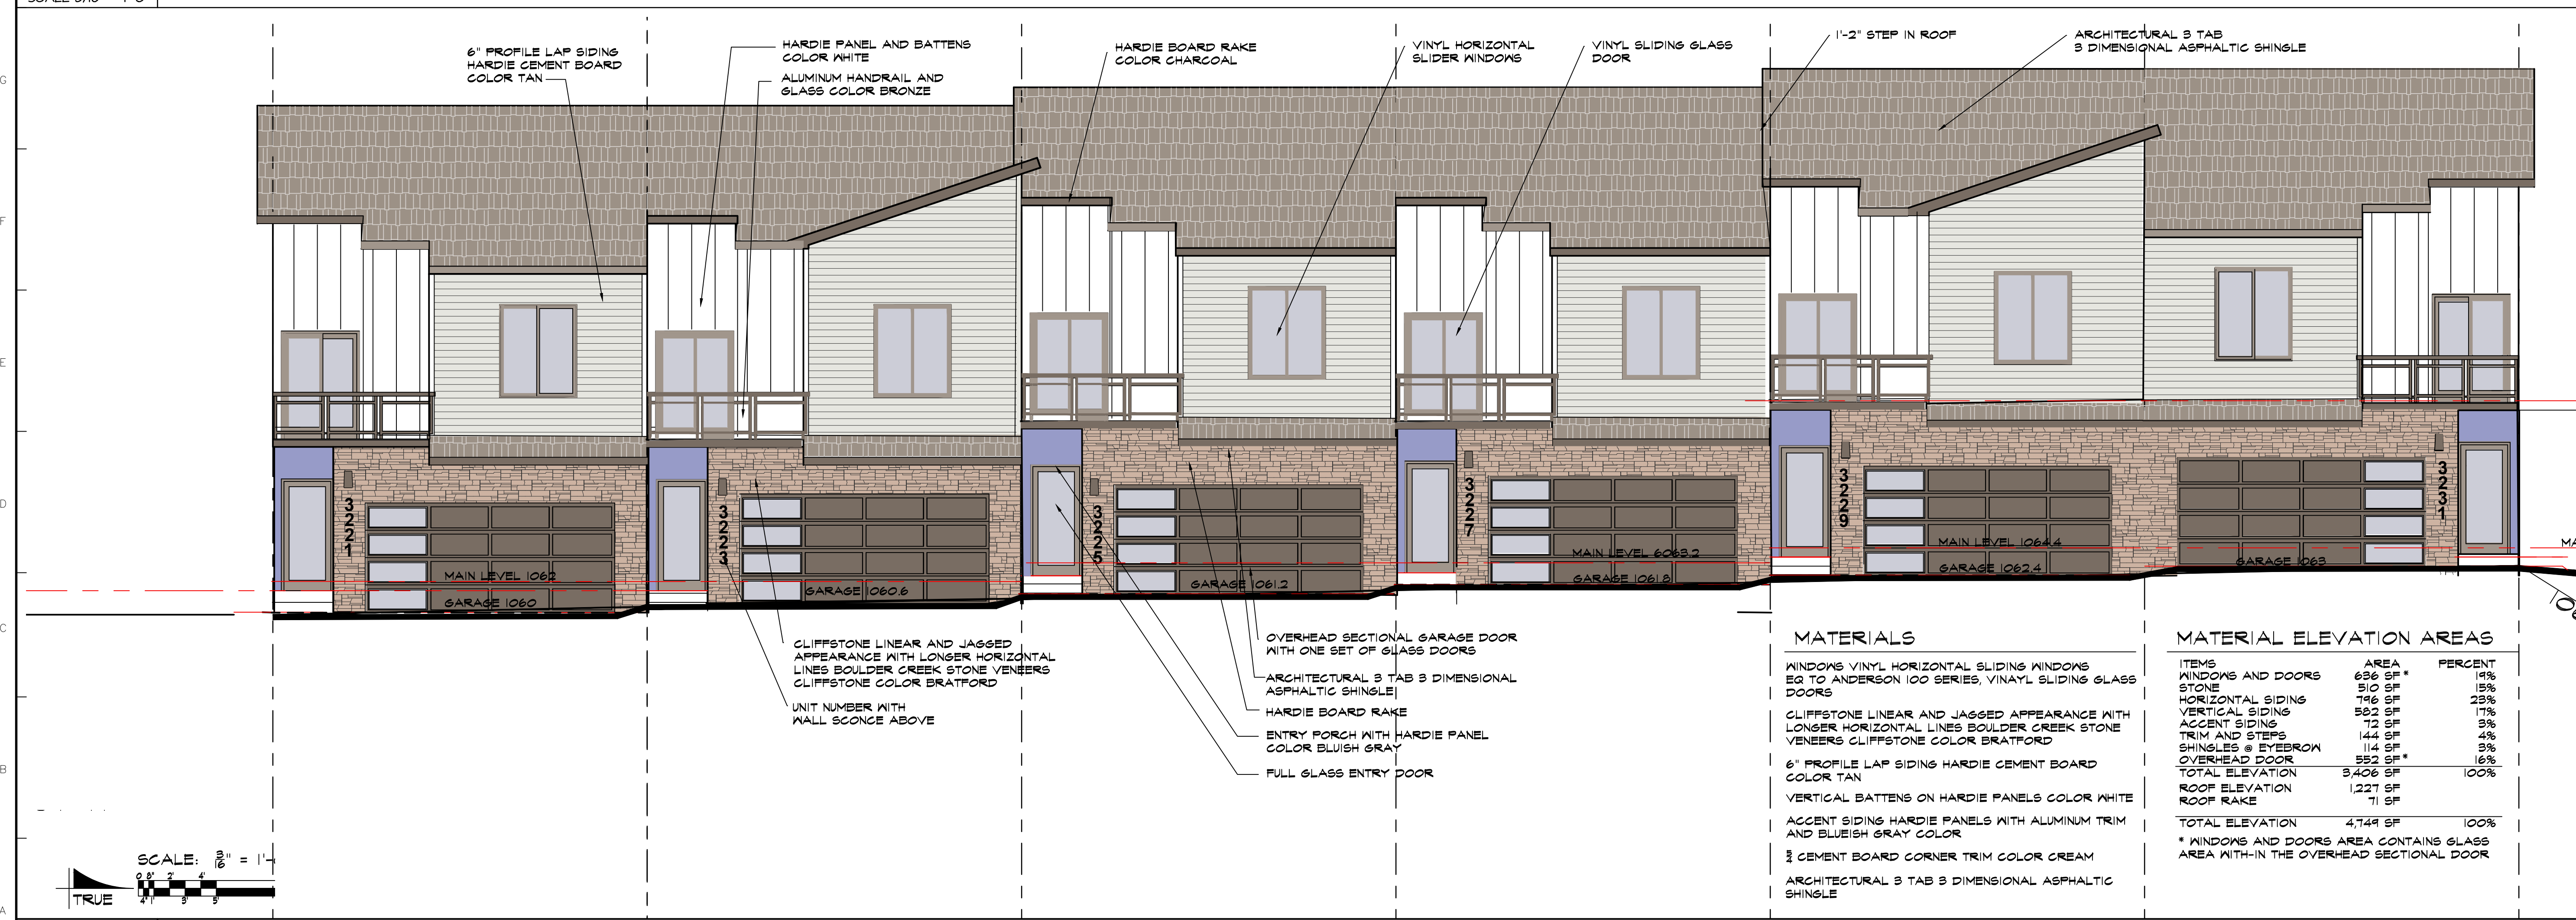 6" PROFILE LAP SIDING
HARDIE CEMENT BOARD
COLOR TAN
HARDIE PANEL AND BATTENS
COLOR WHITE
ALUMINUM HANDRAIL AND
GLASS COLOR BRONZE
HARDIE BOARD RAKE
COLOR CHARCOAL
VINYL HORIZONTAL
SLIDER WINDOWS
VINYL SLIDING GLASS
DOOR
1'-2" STEP IN ROOF
ARCHITECTURAL 3 TAB
3 DIMENSIONAL ASPHALTIC SHINGLE
G
F
E
D
C
B
A
3221
3223
3225
3227
3229
3231
MAIN LEVEL 1062
GARAGE 1060
GARAGE 1060.6
GARAGE 1061.2
MAIN LEVEL 6063.2
GARAGE 1061.8
MAIN LEVEL 1064.4
GARAGE 1062.4
GARAGE 1063
CLIFFSTONE LINEAR AND JAGGED
APPEARANCE WITH LONGER HORIZONTAL
LINES BOULDER CREEK STONE VENEERS
CLIFFSTONE COLOR BRATFORD
UNIT NUMBER WITH
WALL SCONCE ABOVE
OVERHEAD SECTIONAL GARAGE DOOR
WITH ONE SET OF GLASS DOORS
ARCHITECTURAL 3 TAB 3 DIMENSIONAL
ASPHALTIC SHINGLE
HARDIE BOARD RAKE
ENTRY PORCH WITH HARDIE PANEL
COLOR BLUISH GRAY
FULL GLASS ENTRY DOOR
MATERIALS
WINDOWS VINYL HORIZONTAL SLIDING WINDOWS
EQ TO ANDERSON 100 SERIES, VINAYL SLIDING GLASS
DOORS
CLIFFSTONE LINEAR AND JAGGED APPEARANCE WITH
LONGER HORIZONTAL LINES BOULDER CREEK STONE
VENEERS CLIFFSTONE COLOR BRATFORD
6" PROFILE LAP SIDING HARDIE CEMENT BOARD
COLOR TAN
VERTICAL BATTENS ON HARDIE PANELS COLOR WHITE
ACCENT SIDING HARDIE PANELS WITH ALUMINUM TRIM
AND BLUEISH GRAY COLOR
CEMENT BOARD CORNER TRIM COLOR CREAM
ARCHITECTURAL 3 TAB 3 DIMENSIONAL ASPHALTIC
SHINGLE
MATERIAL ELEVATION AREAS
ITEMS AREA PERCENT
WINDOWS AND DOORS 636 SF * 19%
STONE 510 SF 15%
HORIZONTAL SIDING 796 SF 23%
VERTICAL SIDING 582 SF 17%
ACCENT SIDING 72 SF 3%
TRIM AND STEPS 144 SF 4%
SHINGLES @ EYEBROW 114 SF 3%
OVERHEAD DOOR 552 SF * 16%
TOTAL ELEVATION 3,406 SF 100%
ROOF ELEVATION 1,227 SF
ROOF RAKE 71 SF
TOTAL ELEVATION 4,749 SF 100%
* WINDOWS AND DOORS AREA CONTAINS GLASS
AREA WITH-IN THE OVERHEAD SECTIONAL DOOR
SCALE: 3/16" = 1'-
0 8" 2' 4'
4" 1' 3' 5'
TRUE